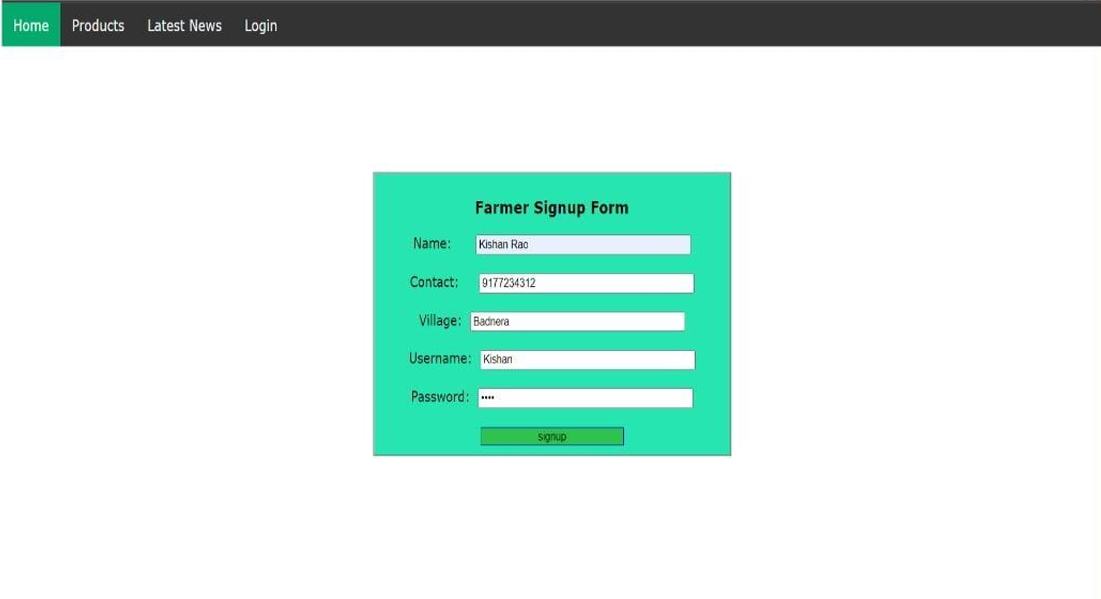 Home Products Latest News Login
Farmer Signup Form
Name: Kishan Rao
Contact: 9177234312
Village: Badnera
Username: Kishan
Password: ••••
signup